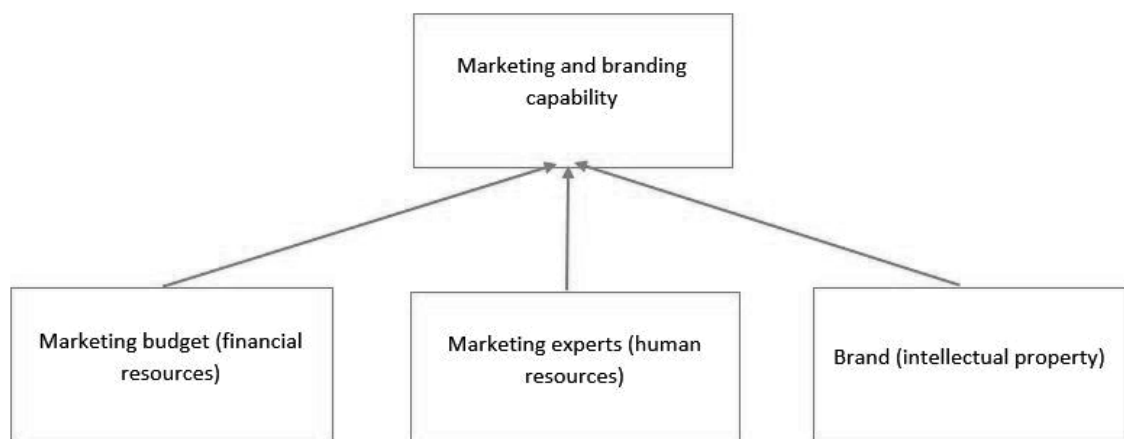 Marketing and branding
capability
Marketing budget (financial
resources)
Marketing experts (human
resources)
Brand (intellectual property)